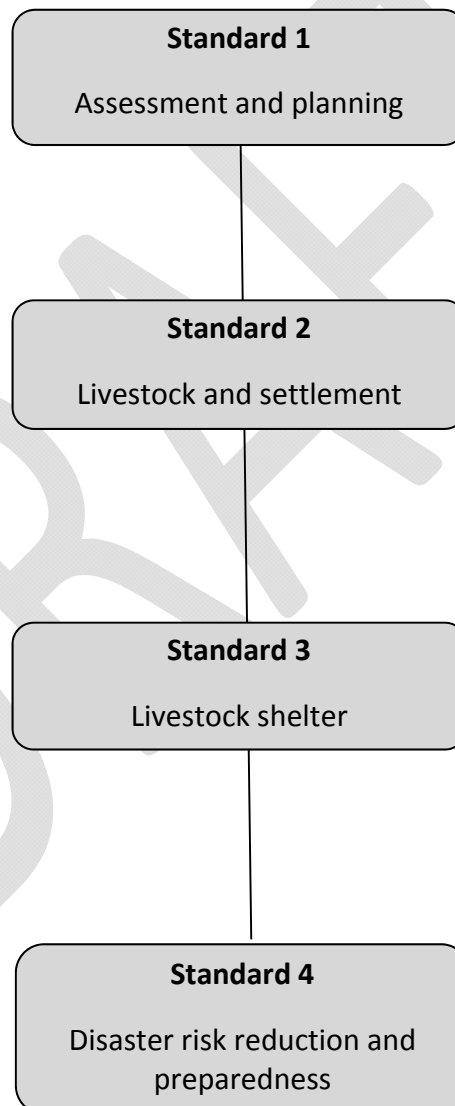 Standard 1
Assessment and planning
Standard 2
Livestock and settlement
Standard 3
Livestock shelter
Standard 4
Disaster risk reduction and
preparedness